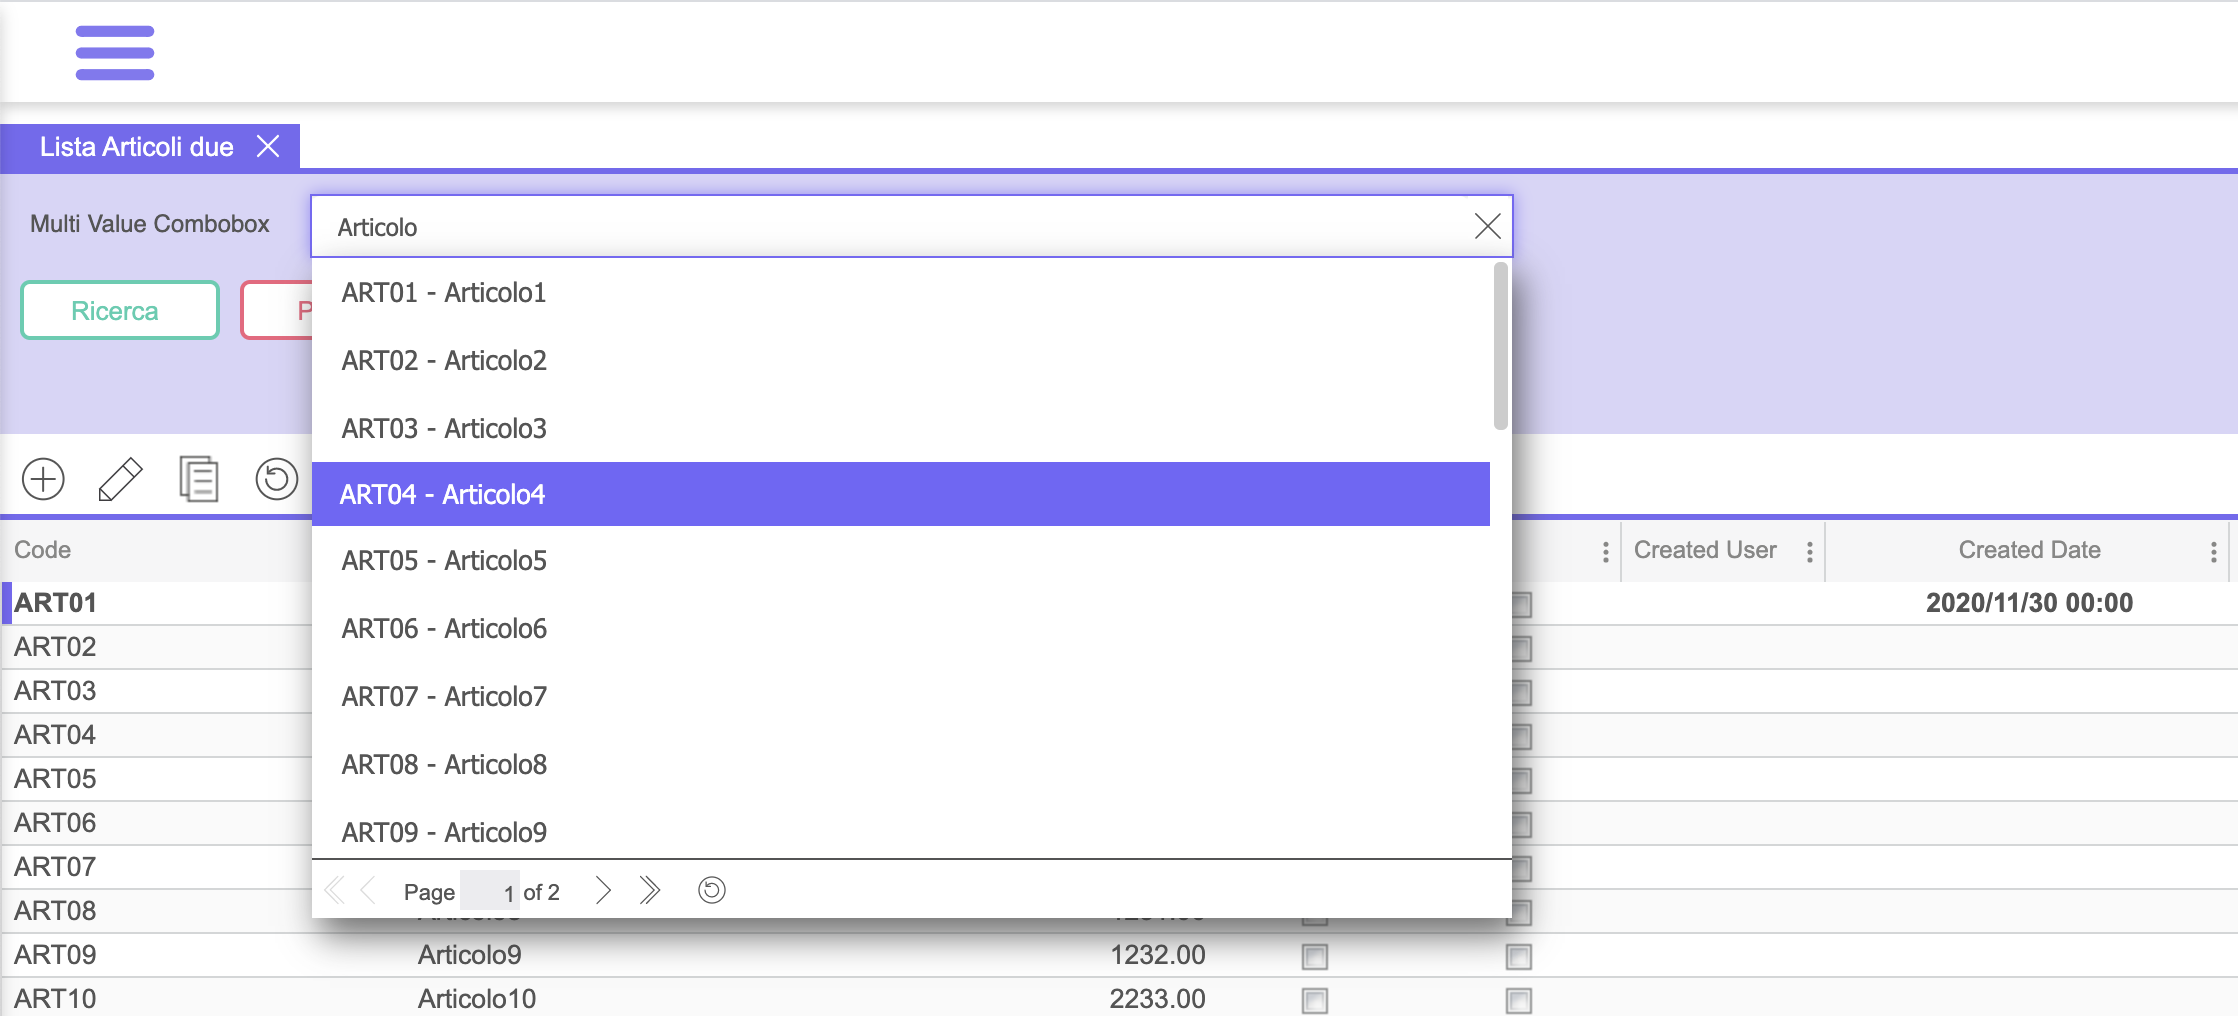 Lista Articoli due
Multi Value Combobox
Articolo
Ricerca
P
ART01 - Articolo1
ART02 - Articolo2
ART03 - Articolo3
ART04 - Articolo4
ART05 - Articolo5
ART06 - Articolo6
ART07 - Articolo7
ART08 - Articolo8
ART09 - Articolo9
Page 1 of 2
Code Created User Created Date
ART01 2020/11/30 00:00
ART02
ART03
ART04
ART05
ART06
ART07
ART08
ART09 Articolo9 1232.00
ART10 Articolo10 2233.00